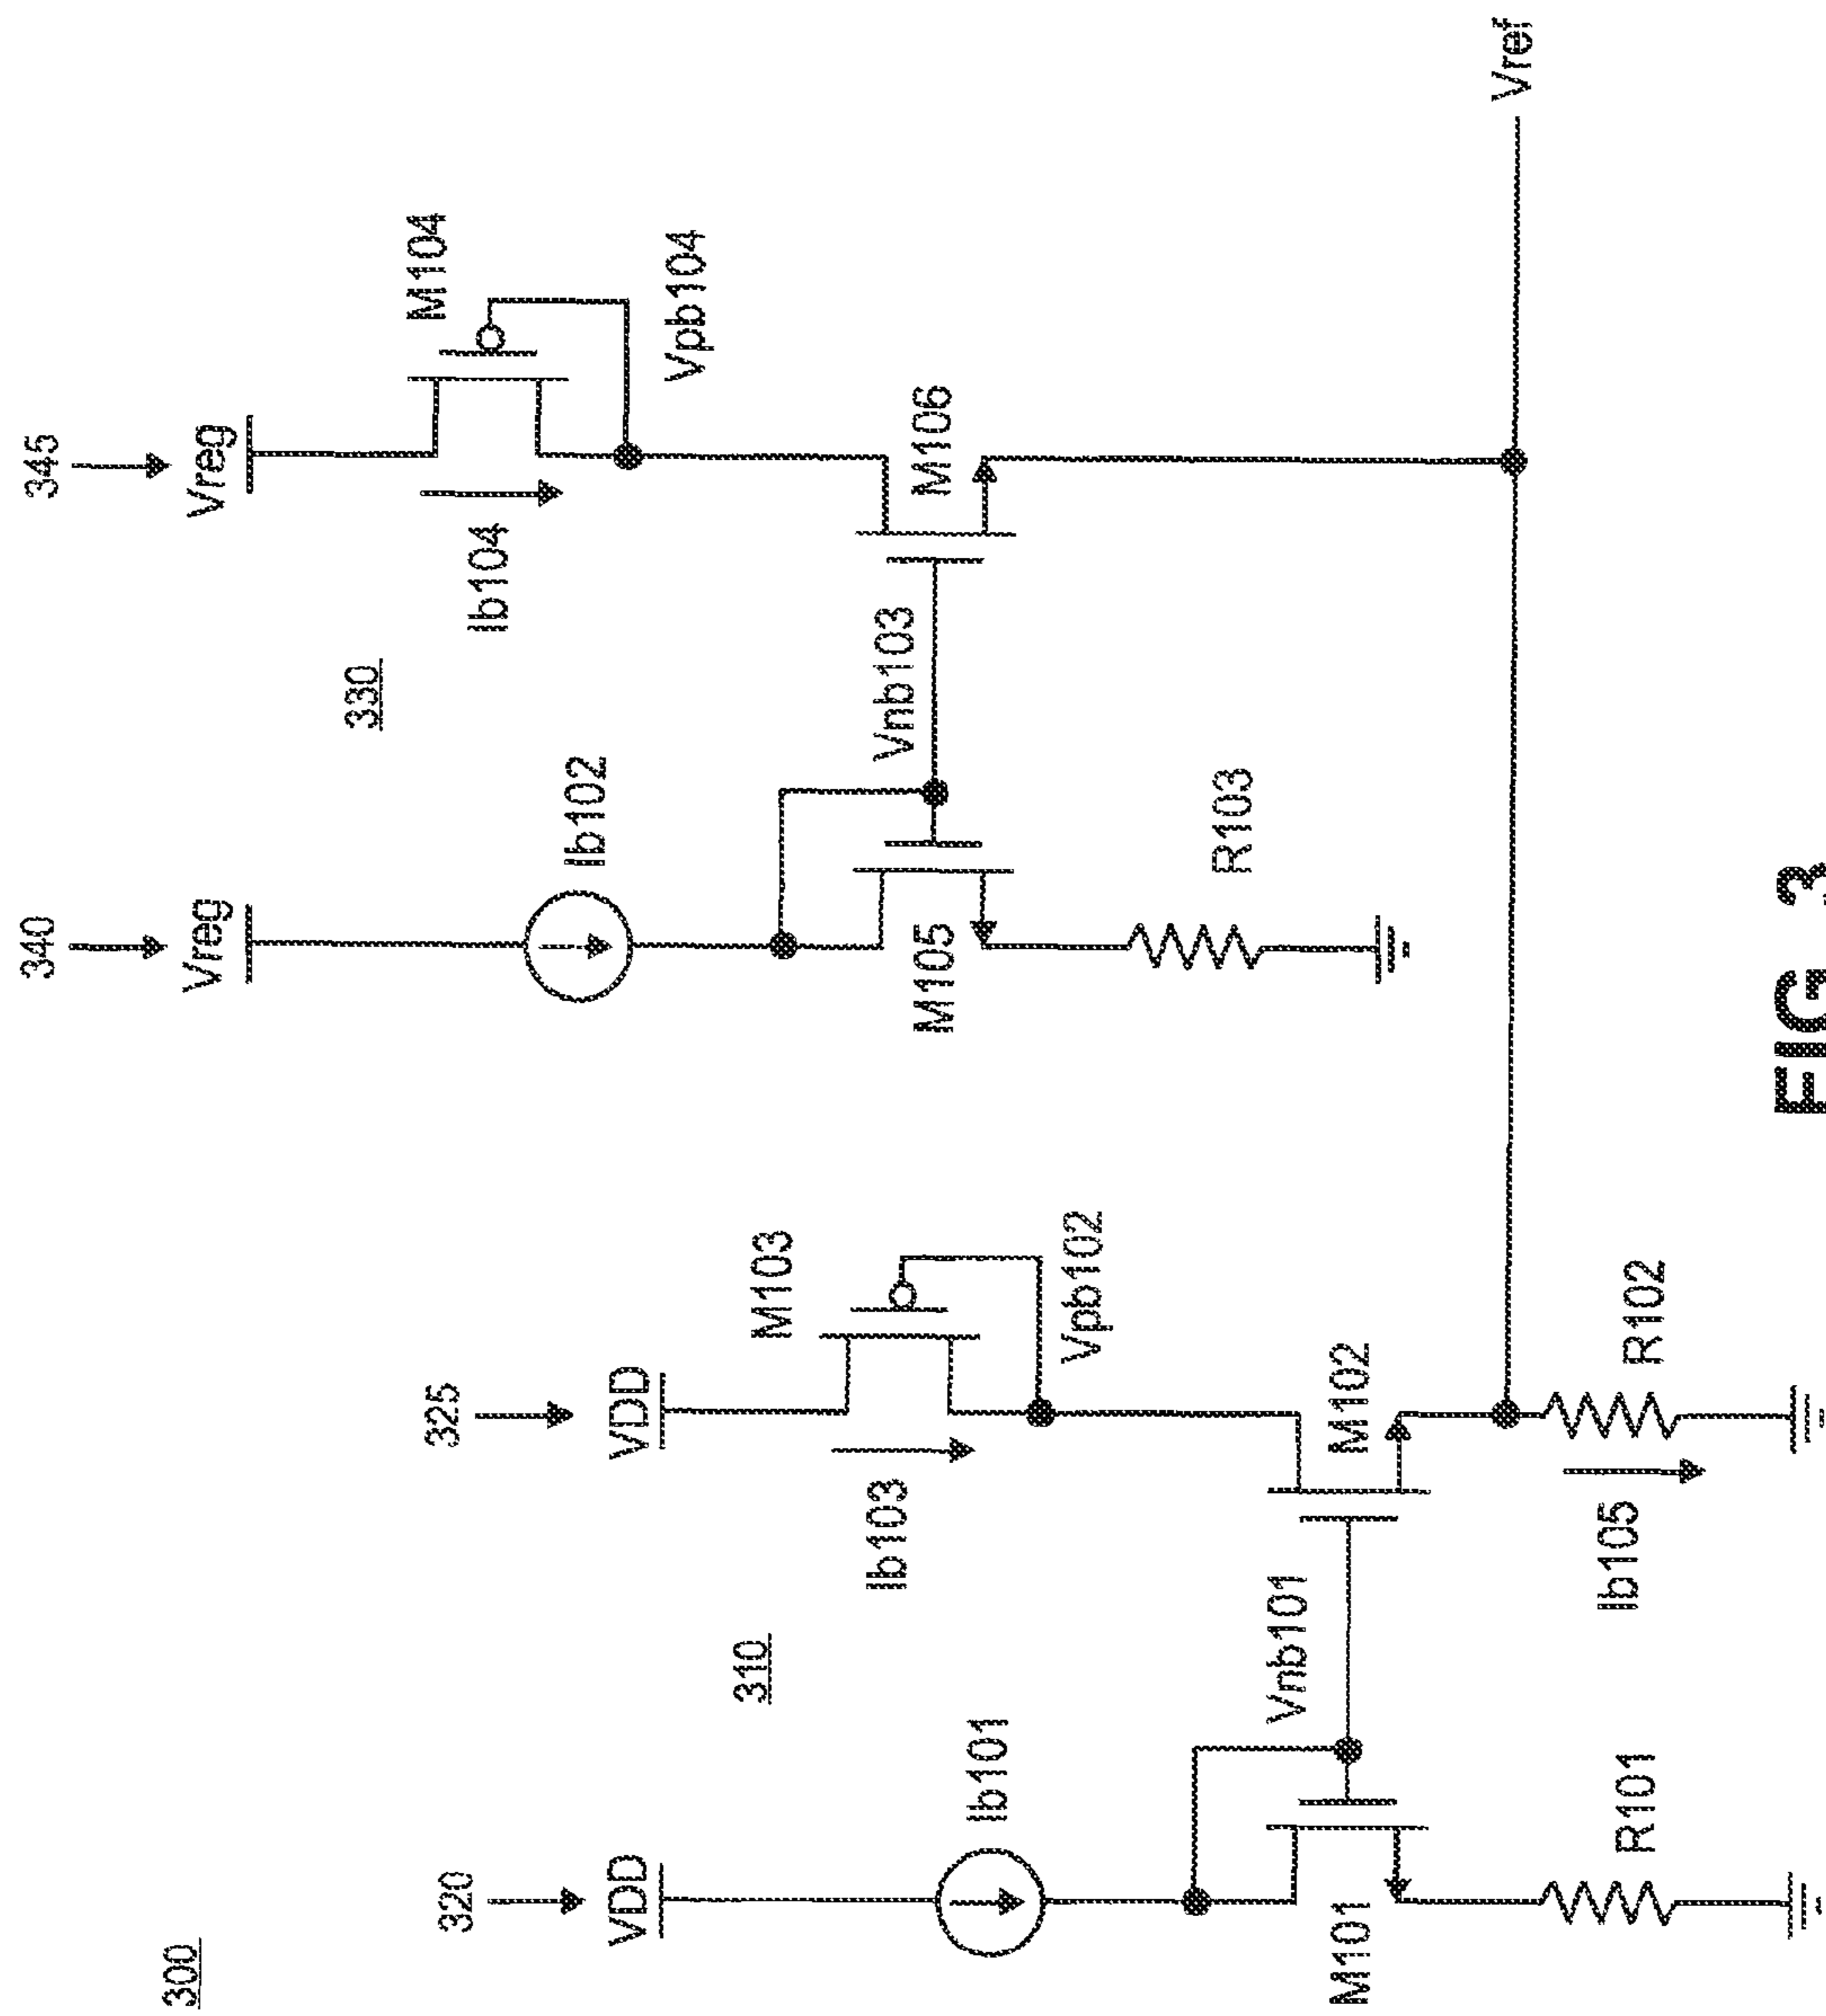 300
320
VDD
Ib101
M101
R101
310
Vnb101
325
VDD
M103
Ib103
Vpb102
M102
R102
Ib105
340
Vreg
Ib102
M105
R103
330
Vnb103
345
Vreg
M104
Ib104
Vpb104
M106
Vref
FIG 3